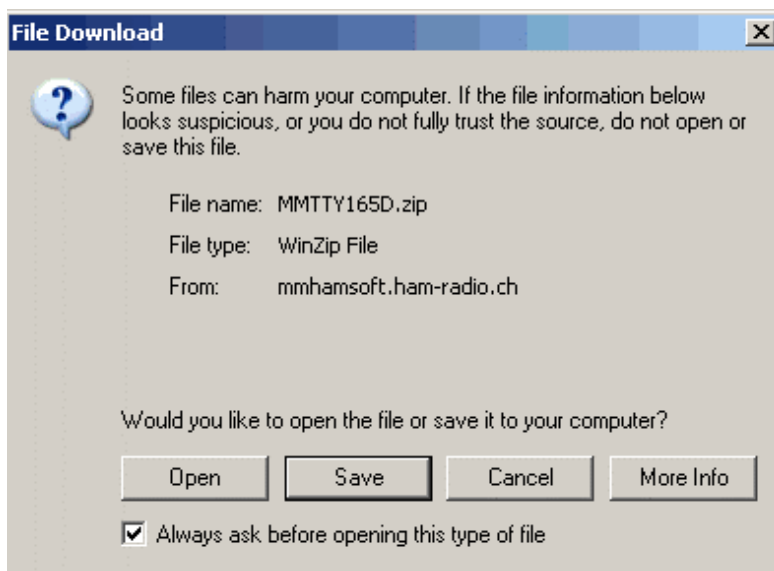 File Download
Some files can harm your computer. If the file information below
looks suspicious, or you do not fully trust the source, do not open or
save this file.
File name: MMTTY165D.zip
File type: WinZip File
From: mmhamsoft.ham-radio.ch
Would you like to open the file or save it to your computer?
Open Save Cancel More Info
Always ask before opening this type of file